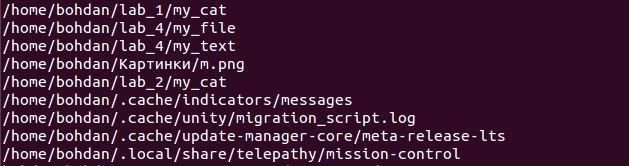 /home/bohdan/lab_1/my_cat
/home/bohdan/lab_4/my_file
/home/bohdan/lab_4/my_text
/home/bohdan/Картинки/m.png
/home/bohdan/lab_2/my_cat
/home/bohdan/.cache/indicators/messages
/home/bohdan/.cache/unity/migration_script.log
/home/bohdan/.cache/update-manager-core/meta-release-lts
/home/bohdan/.local/share/telepathy/mission-control